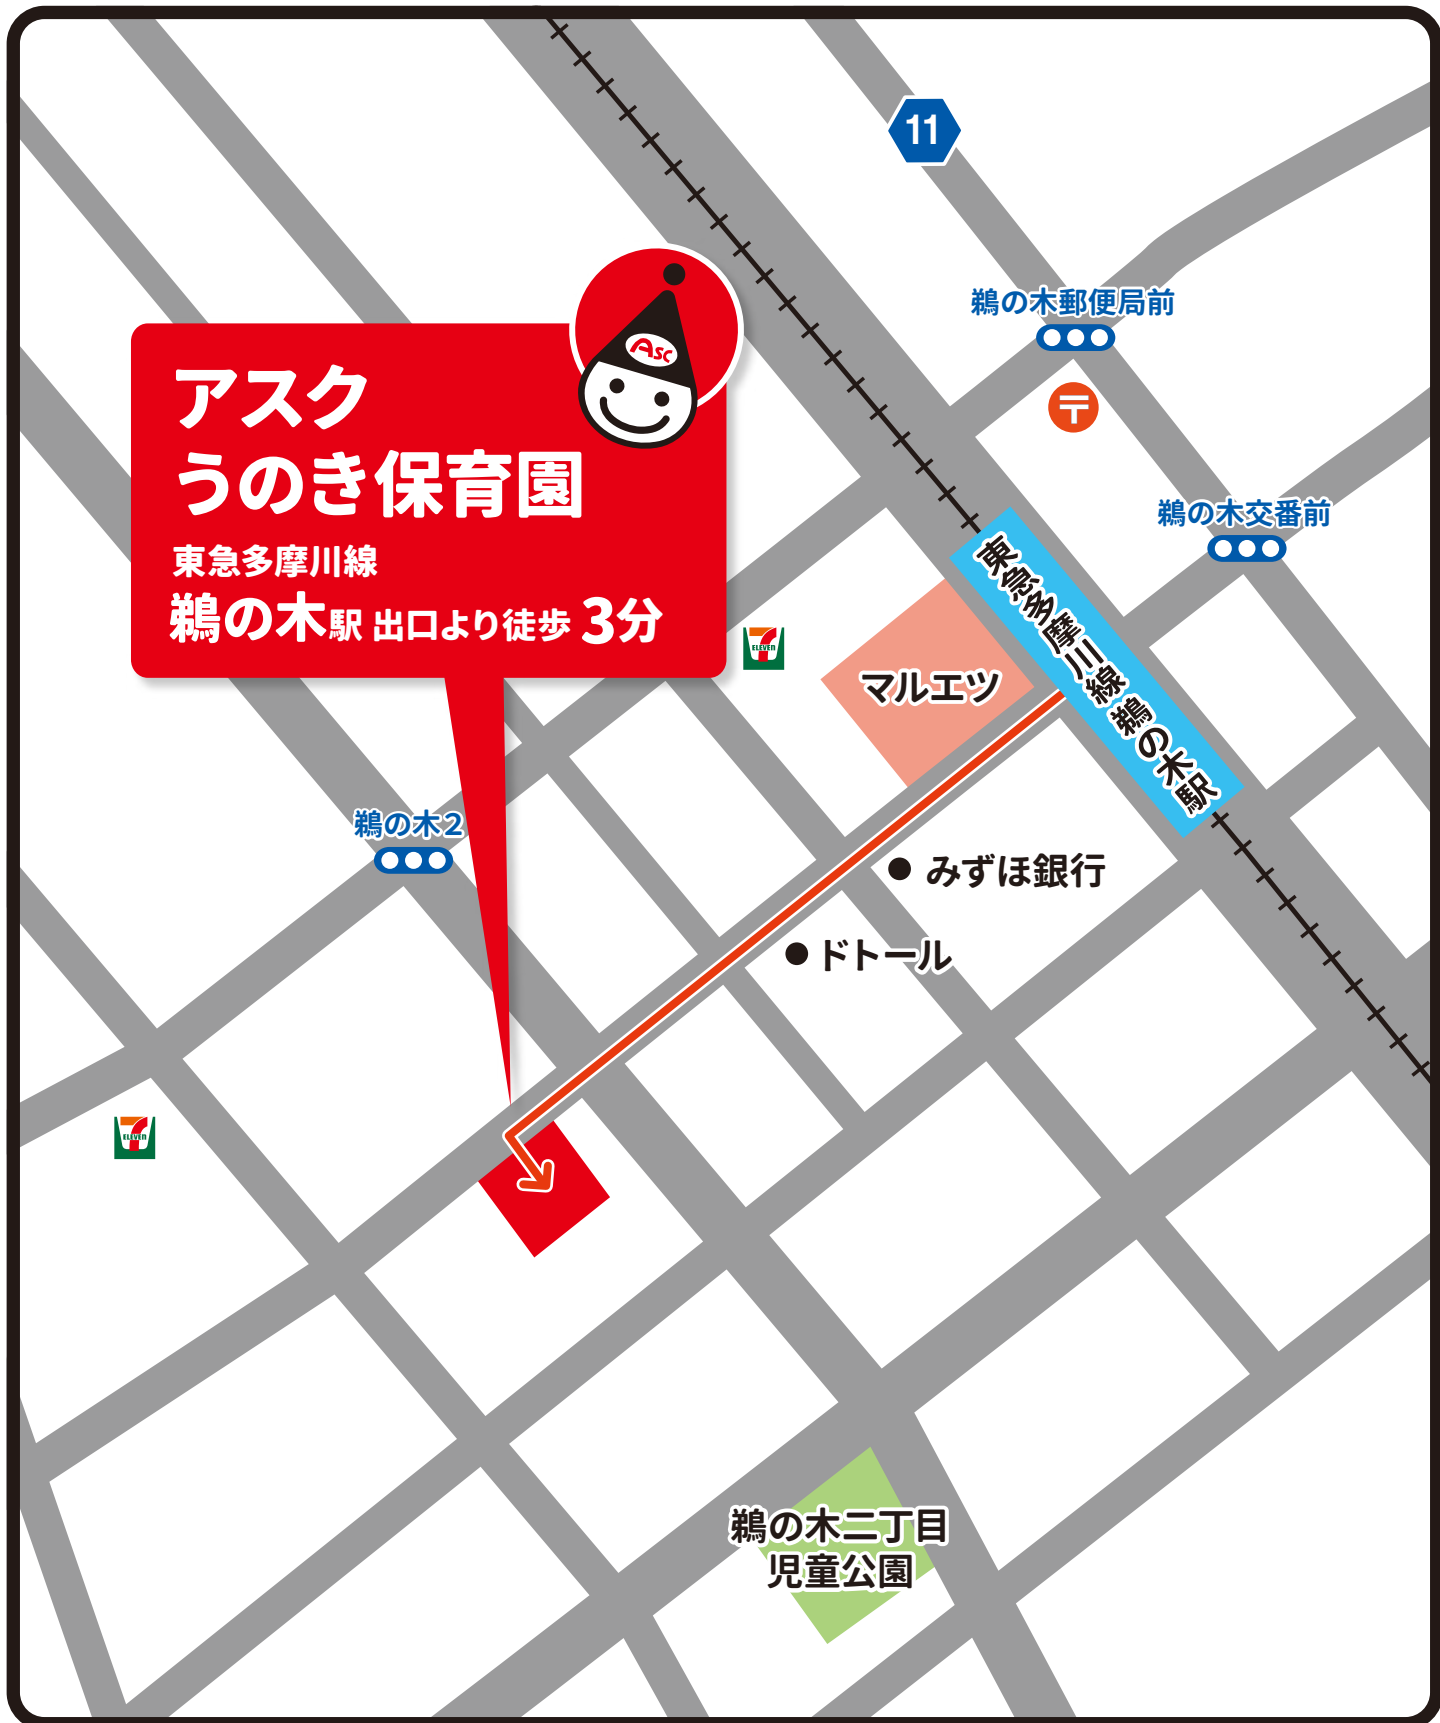 11
鵜の木郵便局前
〒
鵜の木交番前
ASC
アスク
うのき保育園
東急多摩川線
鵜の木駅 出口より徒歩 3分
東急多摩川線 鵜の木駅
7 ELEVEN
マルエツ
鵜の木2
みずほ銀行
ドトール
7 ELEVEN
鵜の木二丁目
児童公園